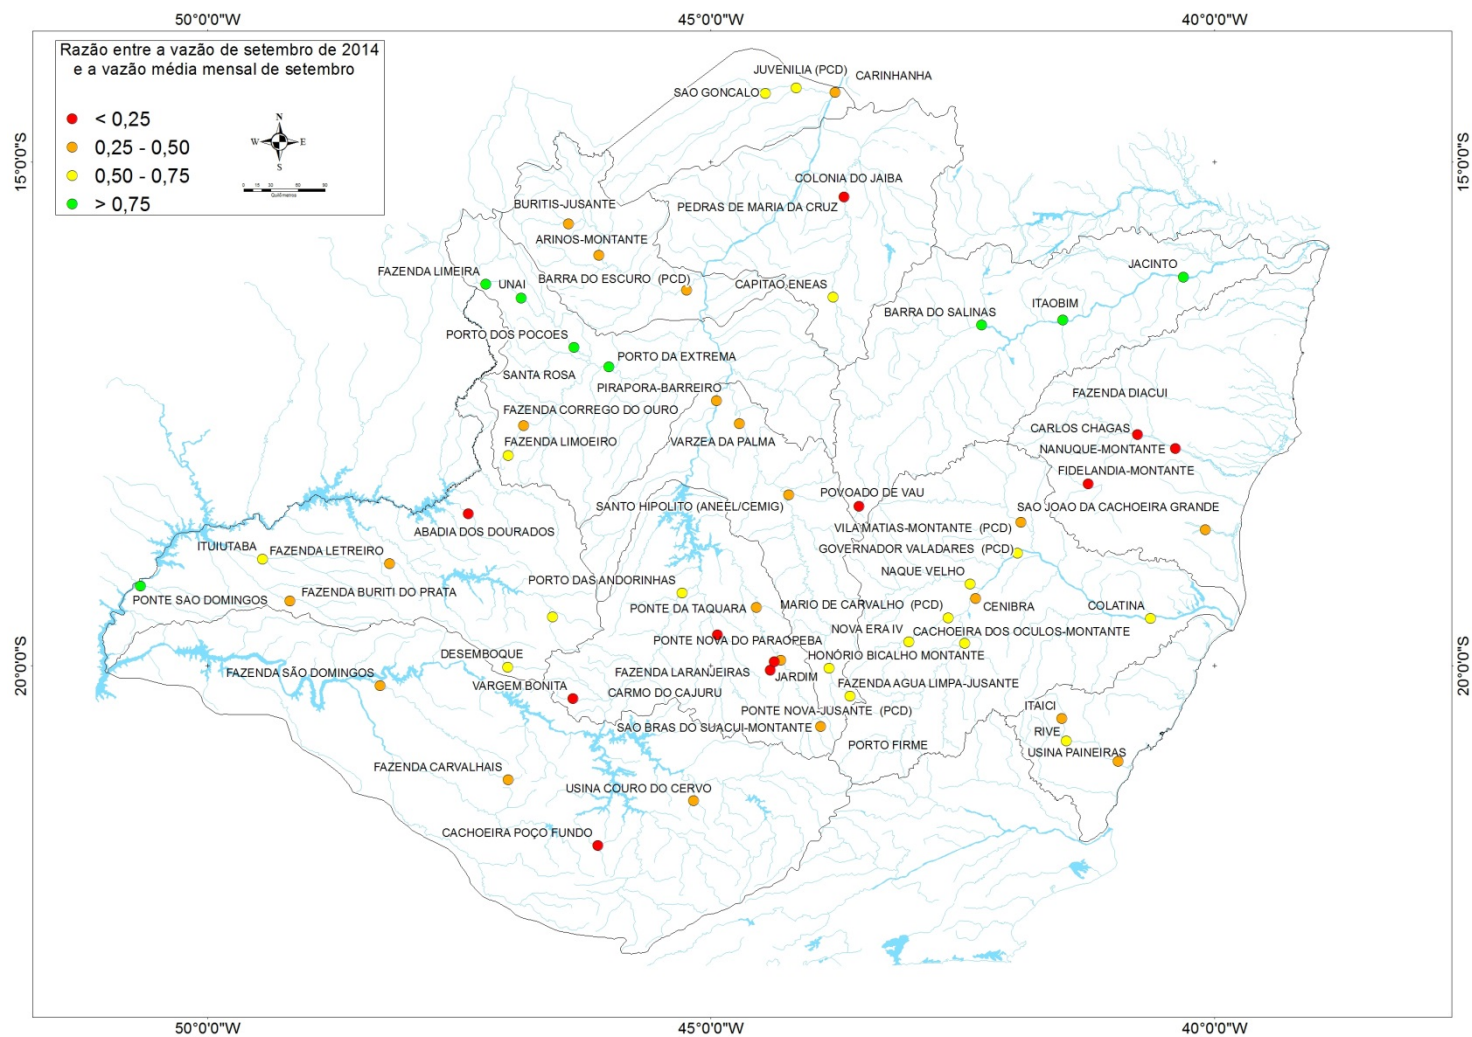 50°0'0"W
45°0'0"W
40°0'0"W
Razão entre a vazão de setembro de 2014
e a vazão média mensal de setembro
< 0,25
0,25 - 0,50
0,50 - 0,75
> 0,75
N
W
E
S
Quilômetros
15°0'0"S
15°0'0"S
20°0'0"S
20°0'0"S
JUVENILIA (PCD)
CARINHANHA
SAO GONCALO
COLONIA DO JAIBA
PEDRAS DE MARIA DA CRUZ
BURITIS-JUSANTE
ARINOS-MONTANTE
FAZENDA LIMEIRA
UNAI
BARRA DO ESCURO (PCD)
CAPITAO ENEAS
JACINTO
ITAOBIM
BARRA DO SALINAS
PORTO DOS POCOES
PORTO DA EXTREMA
SANTA ROSA
PIRAPORA-BARREIRO
FAZENDA DIACUI
FAZENDA CORREGO DO OURO
CARLOS CHAGAS
FAZENDA LIMOEIRO
VARZEA DA PALMA
NANUQUE-MONTANTE
FIDELANDIA-MONTANTE
POVOADO DE VAU
SANTO HIPOLITO (ANEEL/CEMIG)
SAO JOAO DA CACHOEIRA GRANDE
ABADIA DOS DOURADOS
VILA MATIAS-MONTANTE (PCD)
ITUIUTABA
FAZENDA LETREIRO
GOVERNADOR VALADARES (PCD)
NAQUE VELHO
PORTO DAS ANDORINHAS
FAZENDA BURITI DO PRATA
PONTE SAO DOMINGOS
PONTE DA TAQUARA
MARIO DE CARVALHO (PCD)
CENIBRA
COLATINA
NOVA ERA IV
CACHOEIRA DOS OCULOS-MONTANTE
PONTE NOVA DO PARAOPEBA
DESEMBOQUE
HONÓRIO BICALHO MONTANTE
FAZENDA SÃO DOMINGOS
FAZENDA LARANJEIRAS
JARDIM
FAZENDA AGUA LIMPA-JUSANTE
VARGEM BONITA
CARMO DO CAJURU
PONTE NOVA-JUSANTE (PCD)
ITAICI
SAO BRAS DO SUACUI-MONTANTE
RIVE
PORTO FIRME
USINA PAINEIRAS
FAZENDA CARVALHAIS
USINA COURO DO CERVO
CACHOEIRA POÇO FUNDO
50°0'0"W
45°0'0"W
40°0'0"W